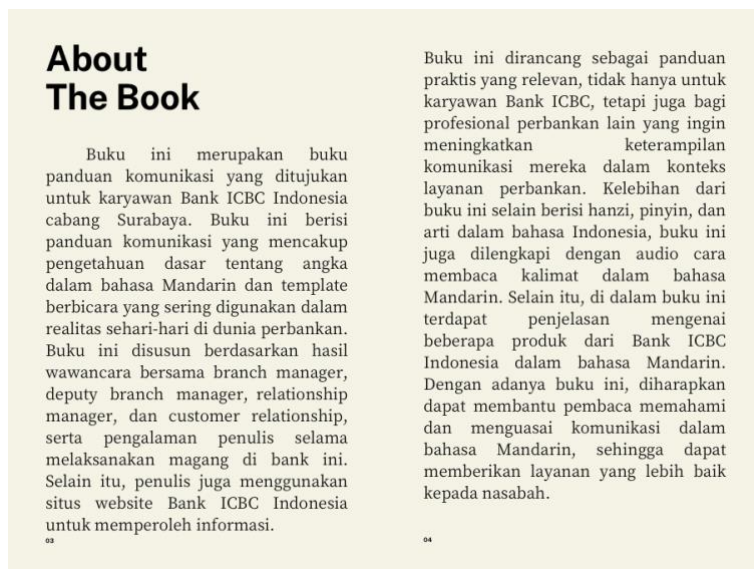 About
The Book
Buku ini merupakan buku
panduan komunikasi yang ditujukan
untuk karyawan Bank ICBC Indonesia
cabang Surabaya. Buku ini berisi
panduan komunikasi yang mencakup
pengetahuan dasar tentang angka
dalam bahasa Mandarin dan template
berbicara yang sering digunakan dalam
realitas sehari-hari di dunia perbankan.
Buku ini disusun berdasarkan hasil
wawancara bersama branch manager,
deputy branch manager, relationship
manager, dan customer relationship,
serta pengalaman penulis selama
melaksanakan magang di bank ini.
Selain itu, penulis juga menggunakan
situs website Bank ICBC Indonesia
untuk memperoleh informasi.
03
Buku ini dirancang sebagai panduan
praktis yang relevan, tidak hanya untuk
karyawan Bank ICBC, tetapi juga bagi
profesional perbankan lain yang ingin
meningkatkan keterampilan
komunikasi mereka dalam konteks
layanan perbankan. Kelebihan dari
buku ini selain berisi hanzi, pinyin, dan
arti dalam bahasa Indonesia, buku ini
juga dilengkapi dengan audio cara
membaca kalimat dalam bahasa
Mandarin. Selain itu, di dalam buku ini
terdapat penjelasan mengenai
beberapa produk dari Bank ICBC
Indonesia dalam bahasa Mandarin.
Dengan adanya buku ini, diharapkan
dapat membantu pembaca memahami
dan menguasai komunikasi dalam
bahasa Mandarin, sehingga dapat
memberikan layanan yang lebih baik
kepada nasabah.
04